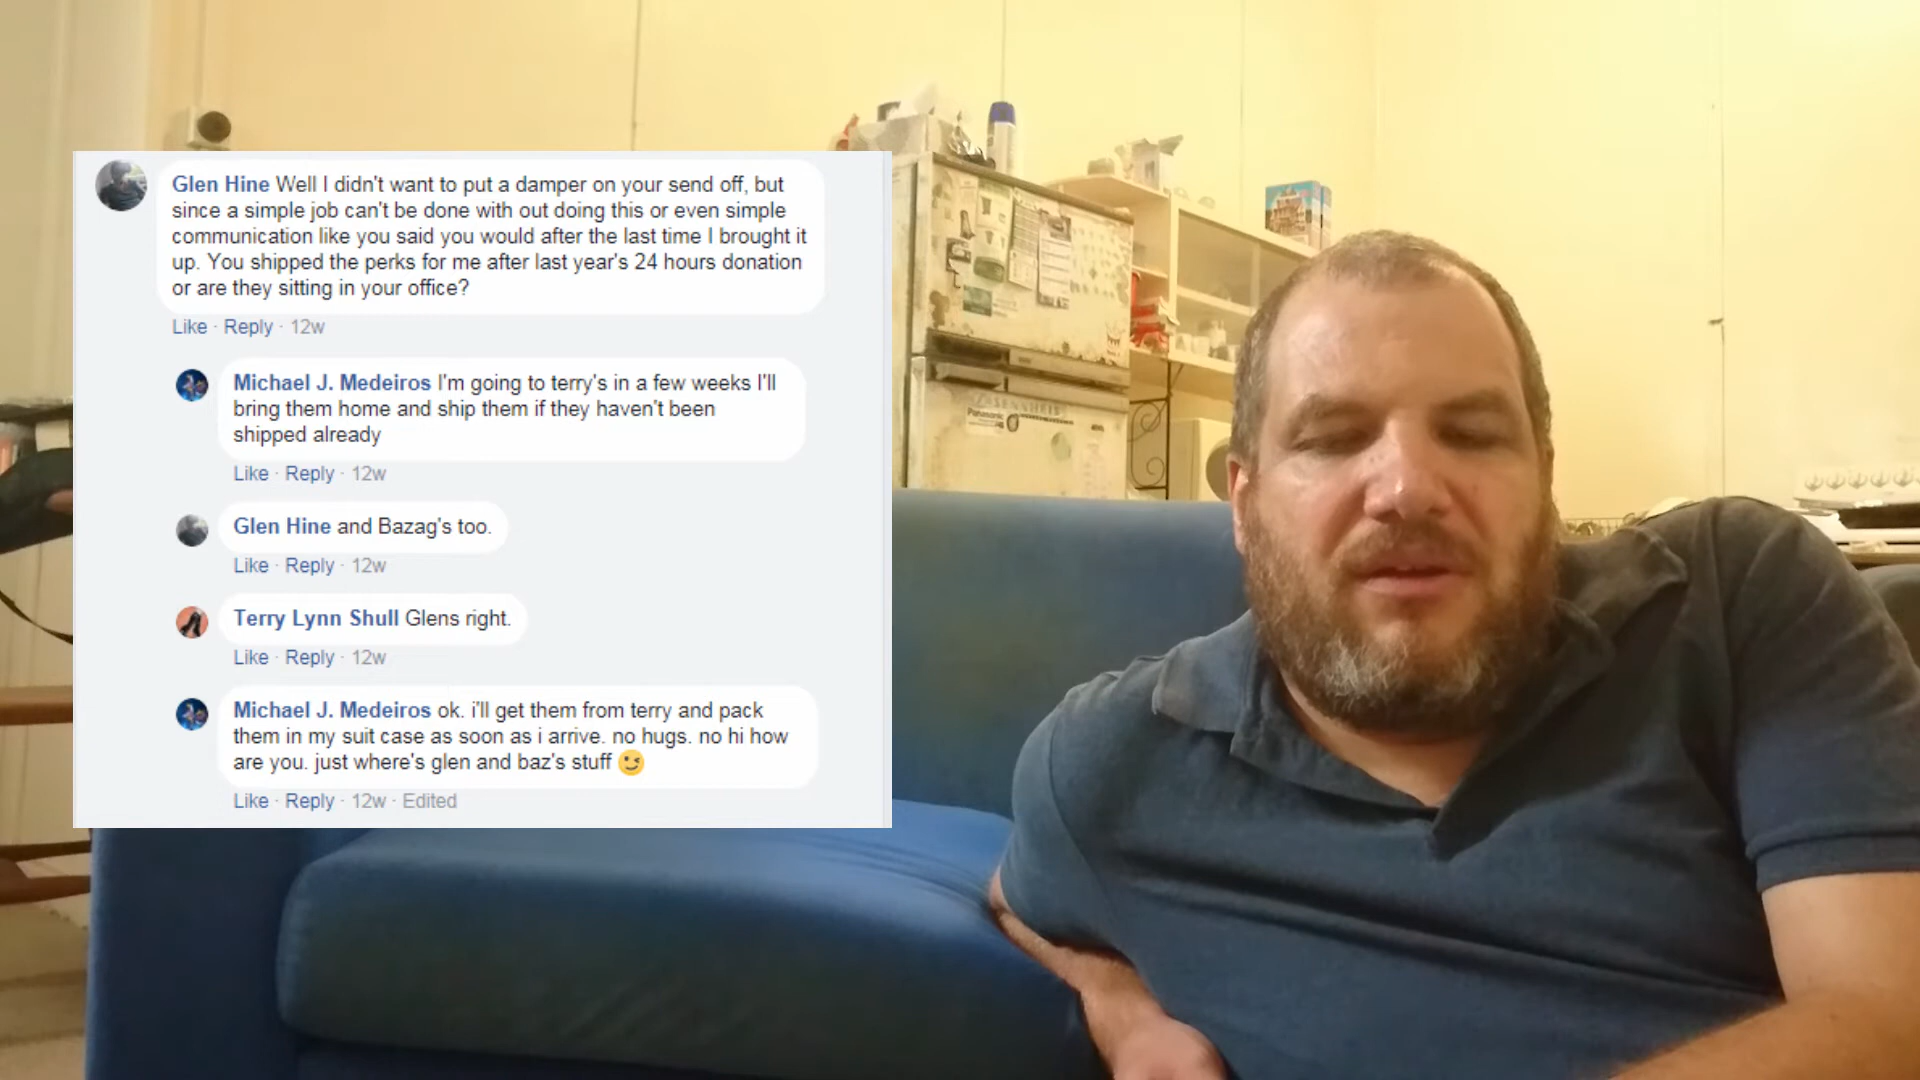 Glen Hine Well I didn't want to put a damper on your send off, but
since a simple job can't be done with out doing this or even simple
communication like you said you would after the last time I brought it
up. You shipped the perks for me after last year's 24 hours donation
or are they sitting in your office?
Like · Reply · 12w
Michael J. Medeiros I'm going to terry's in a few weeks I'll
bring them home and ship them if they haven't been
shipped already
Like · Reply · 12w
Glen Hine and Bazag's too.
Like · Reply · 12w
Terry Lynn Shull Glens right.
Like · Reply · 12w
Michael J. Medeiros ok. i'll get them from terry and pack
them in my suit case as soon as i arrive. no hugs. no hi how
are you. just where's glen and baz's stuff 😉
Like · Reply · 12w · Edited
SENNHEIS
Panasonic